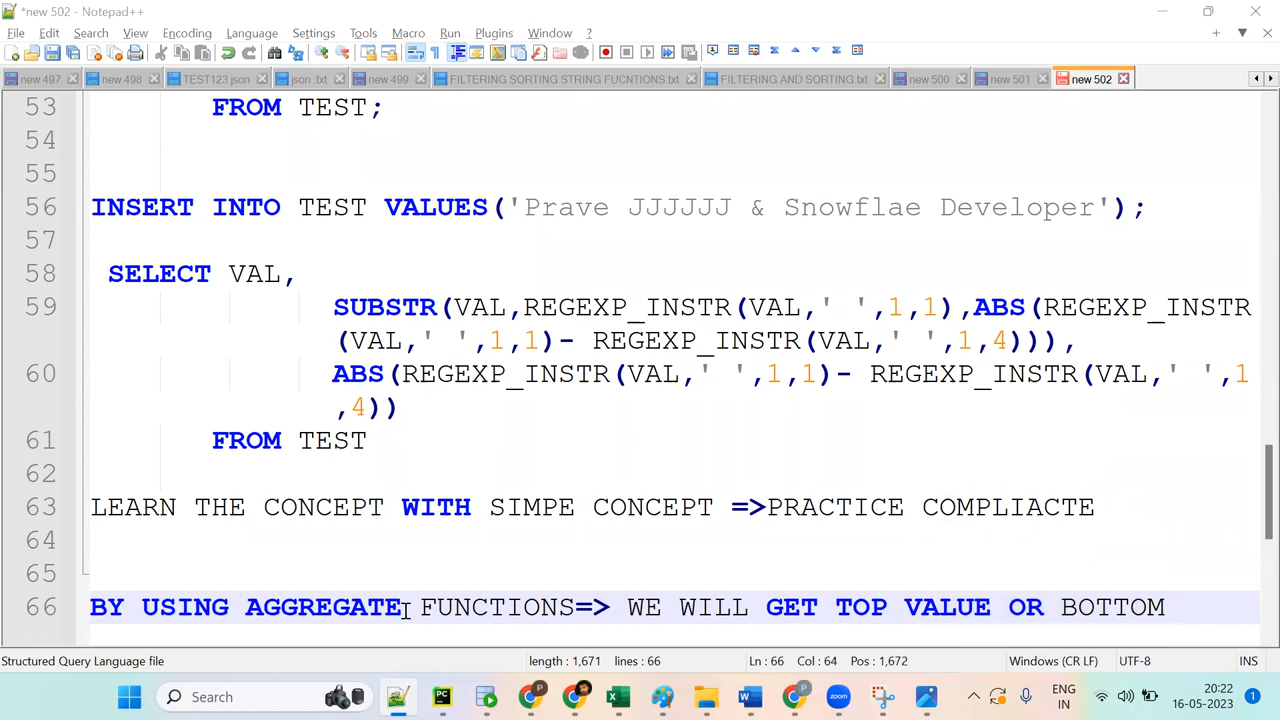 *new 502 - Notepad++
File Edit Search View Encoding Language Settings Tools Macro Run Plugins Window ?
new 497 new 498 TEST123.json json .txt new 499 FILTERING SORTING STRING FUCNTIONS.txt FILTERING AND SORTING.txt new 500 new 501 new 502
53 FROM TEST;
54
55
56 INSERT INTO TEST VALUES('Prave JJJJJJ & Snowflae Developer');
57
58 SELECT VAL,
59 SUBSTR(VAL,REGEXP_INSTR(VAL,' ',1,1),ABS(REGEXP_INSTR
(VAL,' ',1,1)- REGEXP_INSTR(VAL,' ',1,4))),
60 ABS(REGEXP_INSTR(VAL,' ',1,1)- REGEXP_INSTR(VAL,' ',1
,4))
61 FROM TEST
62
63 LEARN THE CONCEPT WITH SIMPE CONCEPT =>PRACTICE COMPLIACTE
64
65
66 BY USING AGGREGATE FUNCTIONS=> WE WILL GET TOP VALUE OR BOTTOM
Structured Query Language file length : 1,671 lines : 66 Ln : 66 Col : 64 Pos : 1,672 Windows (CR LF) UTF-8 INS
Search ENG 20:22
IN 16-05-2023